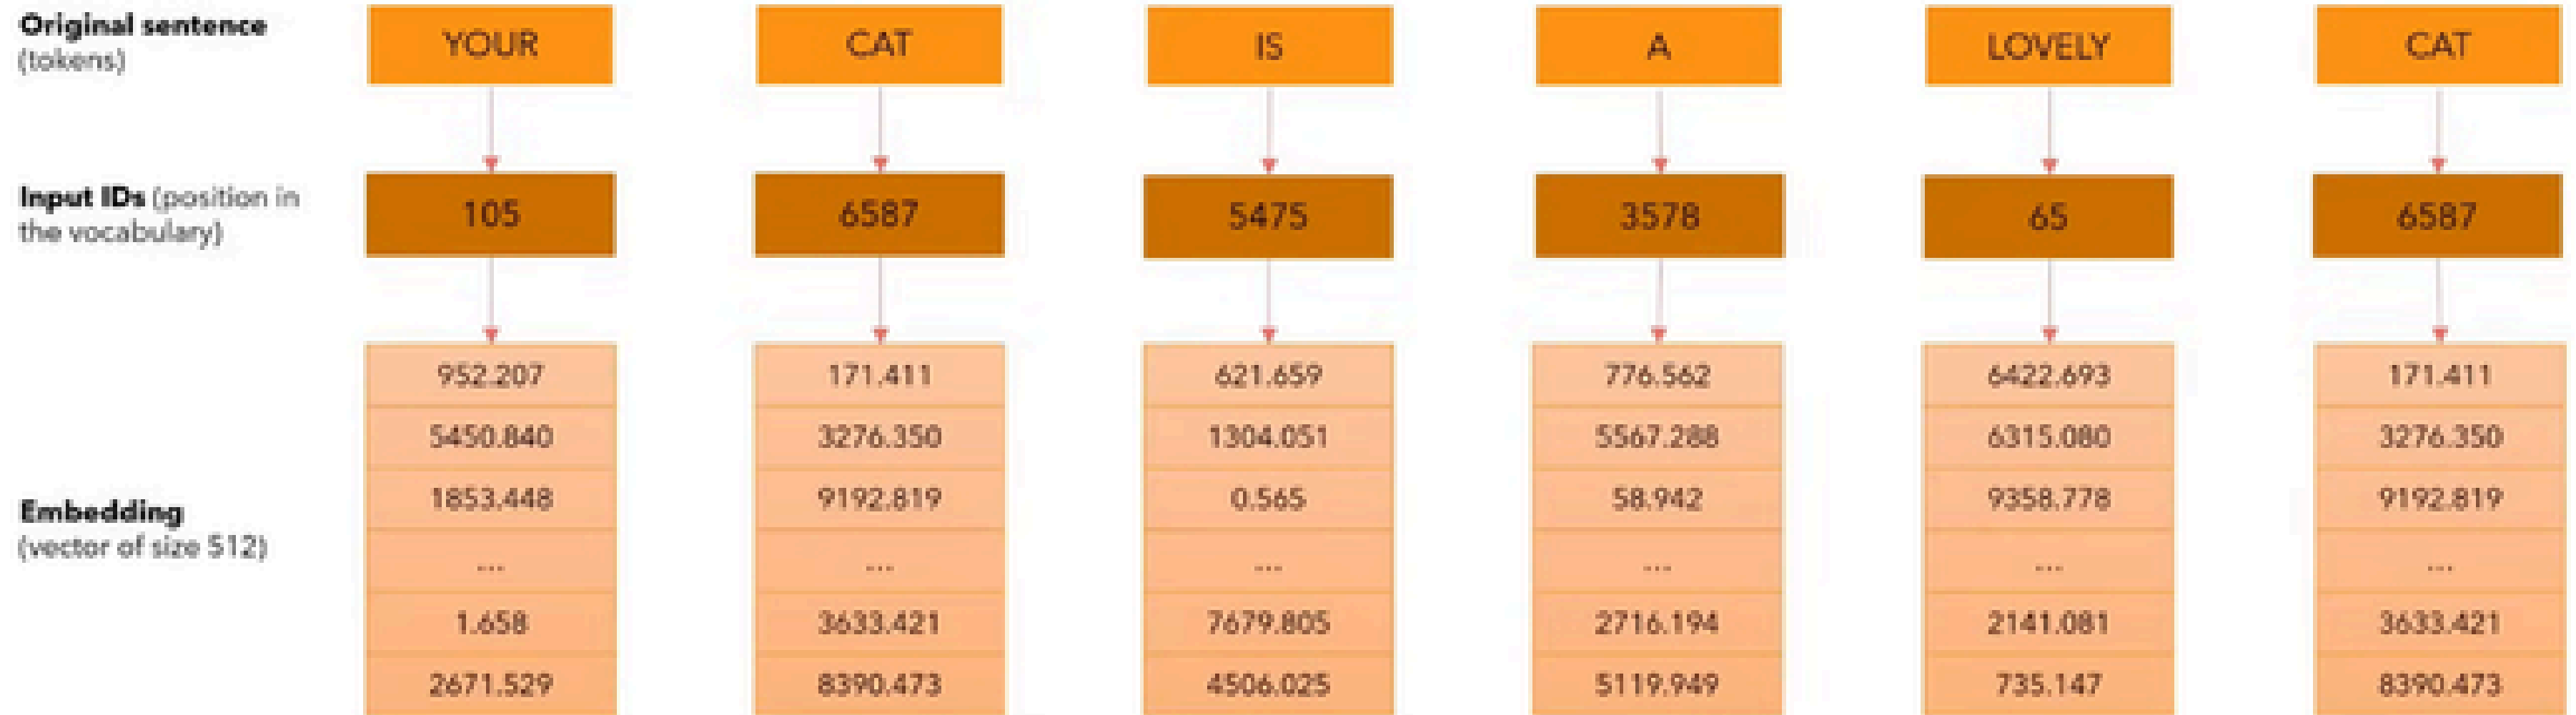 Original sentence
(tokens)
YOUR CAT IS A LOVELY CAT
Input IDs (position in
the vocabulary)
105 6587 5475 3578 65 6587
Embedding
(vector of size 512)
952.207 171.411 621.659 776.562 6422.693 171.411
5450.840 3276.350 1304.051 5567.288 6315.080 3276.350
1853.448 9192.819 0.565 58.942 9358.778 9192.819
... ... ... ... ... ...
1.658 3633.421 7679.805 2716.194 2141.081 3633.421
2671.529 8390.473 4506.025 5119.949 735.147 8390.473